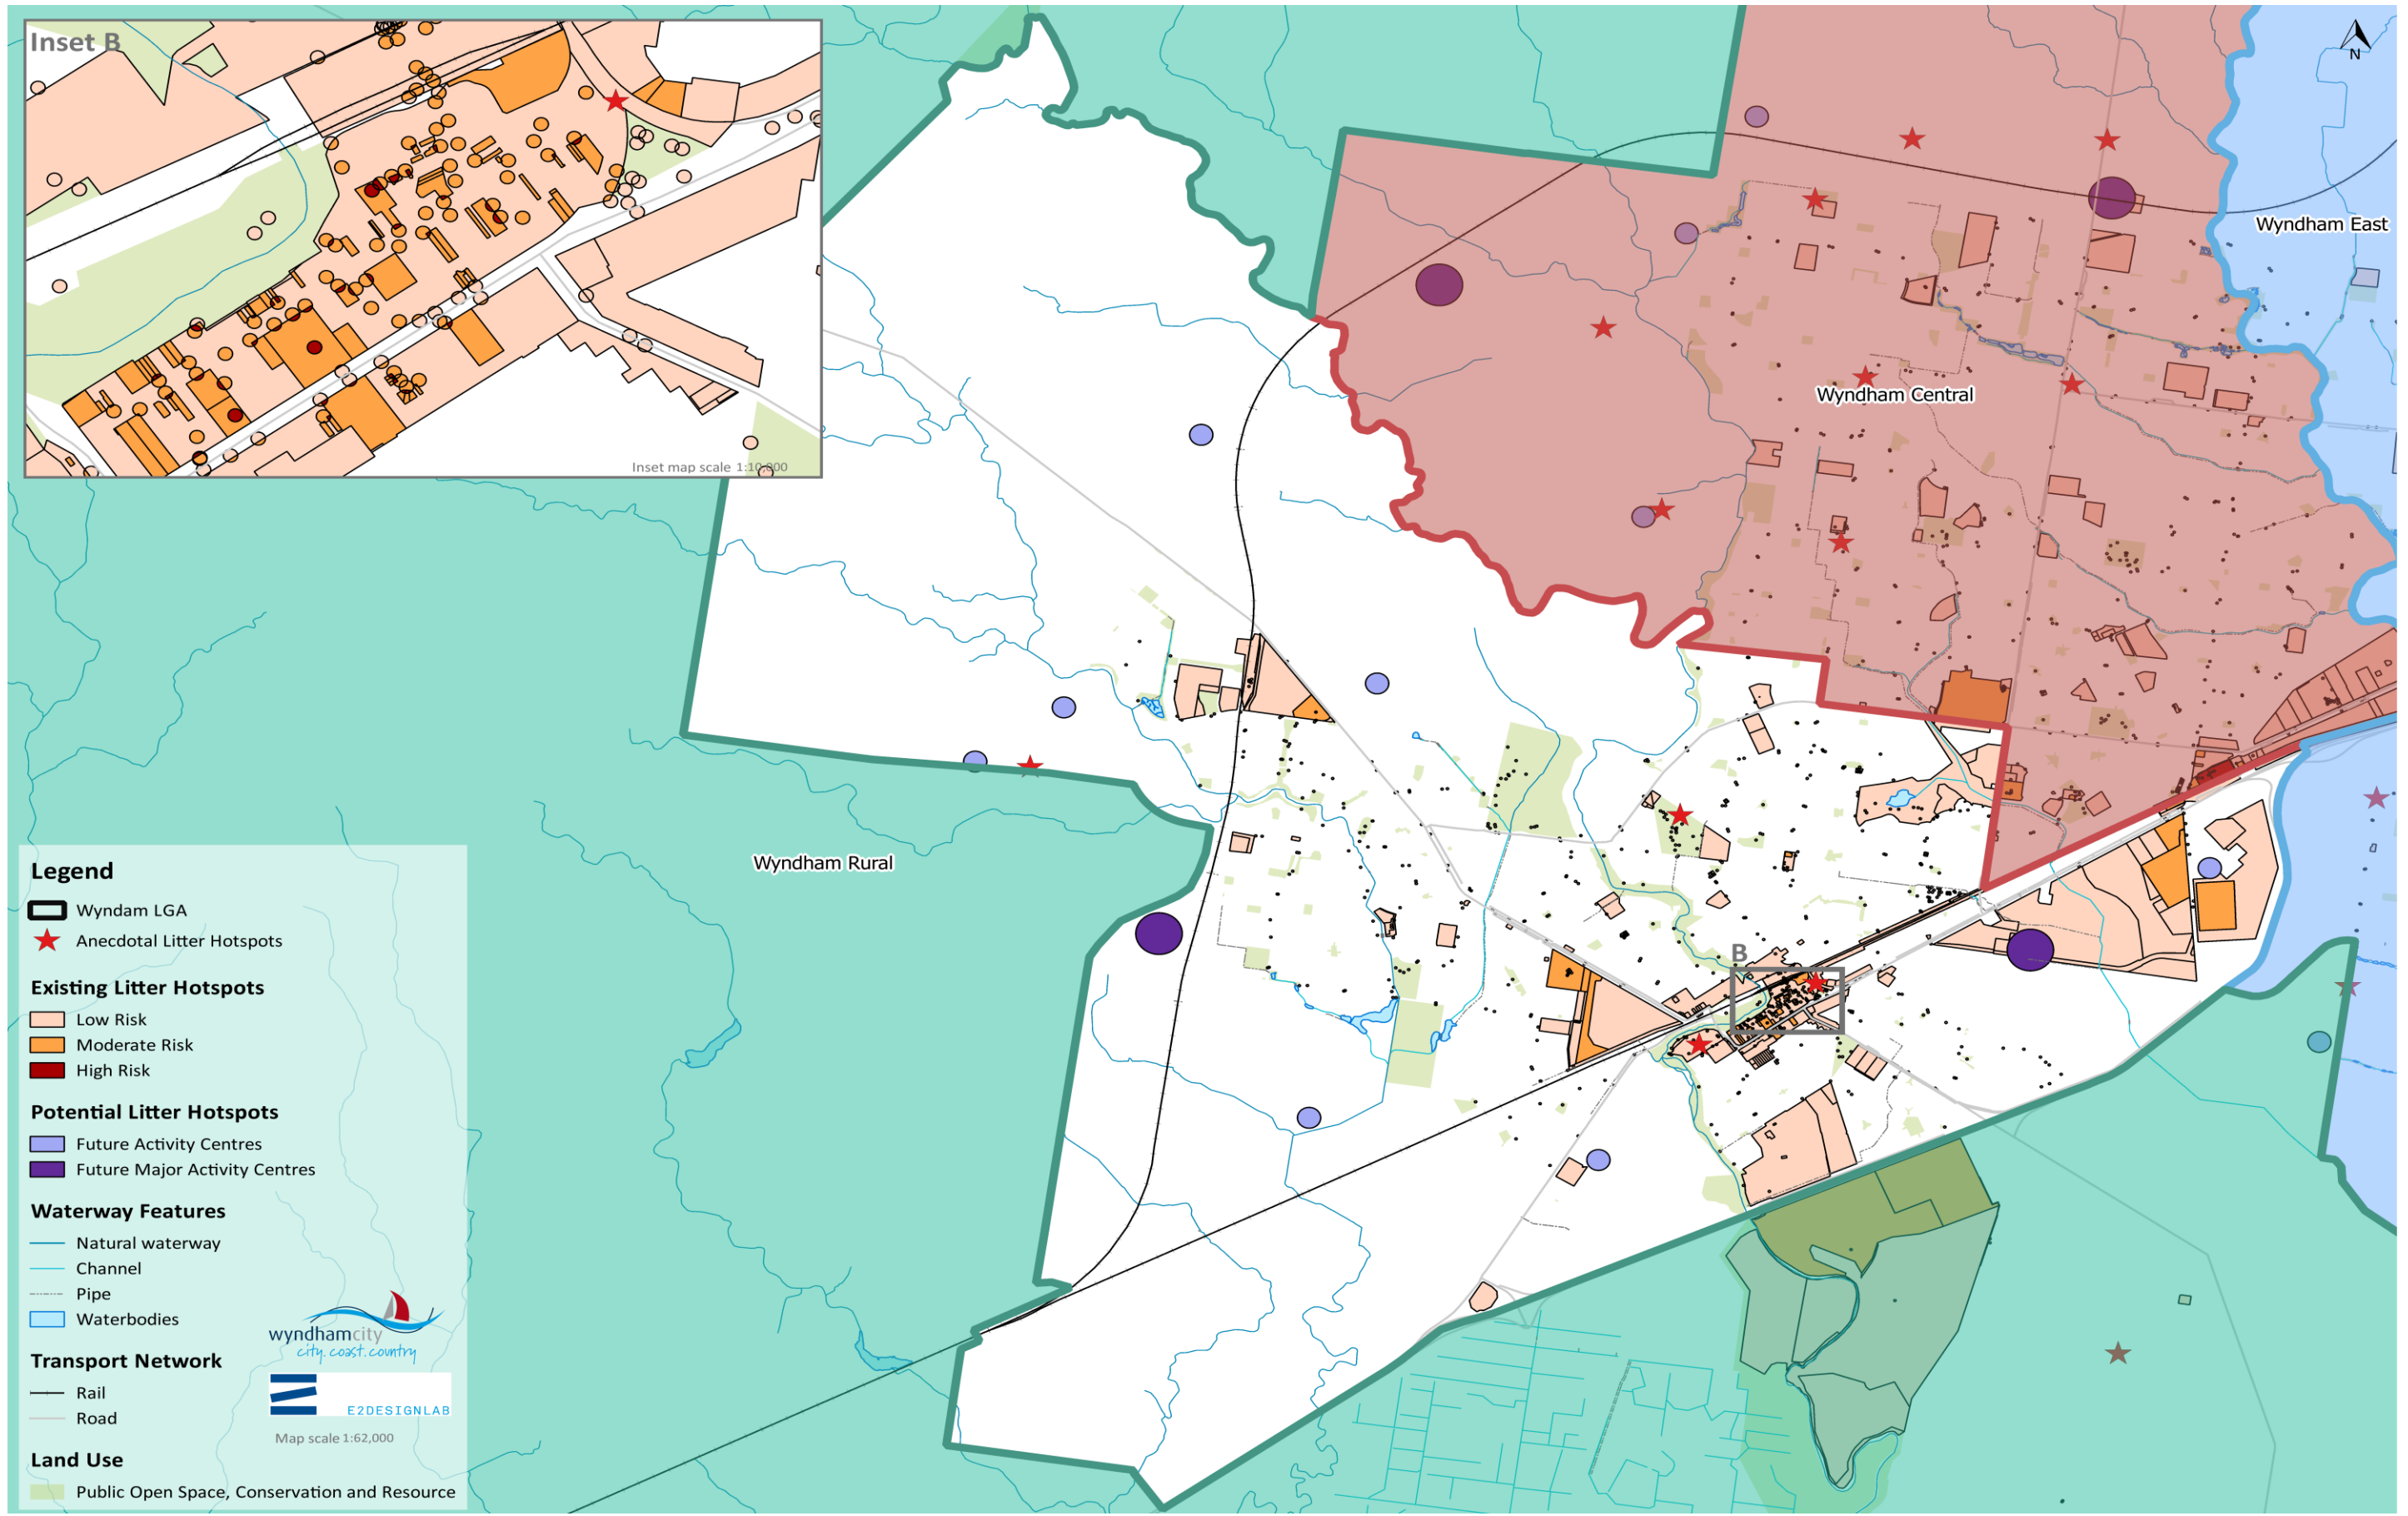 Inset B
Inset map scale 1:10,000
N
Wyndham East
Wyndham Central
Wyndham Rural
B
Legend
Wyndam LGA
Anecdotal Litter Hotspots
Existing Litter Hotspots
Low Risk
Moderate Risk
High Risk
Potential Litter Hotspots
Future Activity Centres
Future Major Activity Centres
Waterway Features
Natural waterway
Channel
Pipe
Waterbodies
Transport Network
Rail
Road
Land Use
Public Open Space, Conservation and Resource
wyndhamcity
city. coast. country
E2DESIGNLAB
Map scale 1:62,000